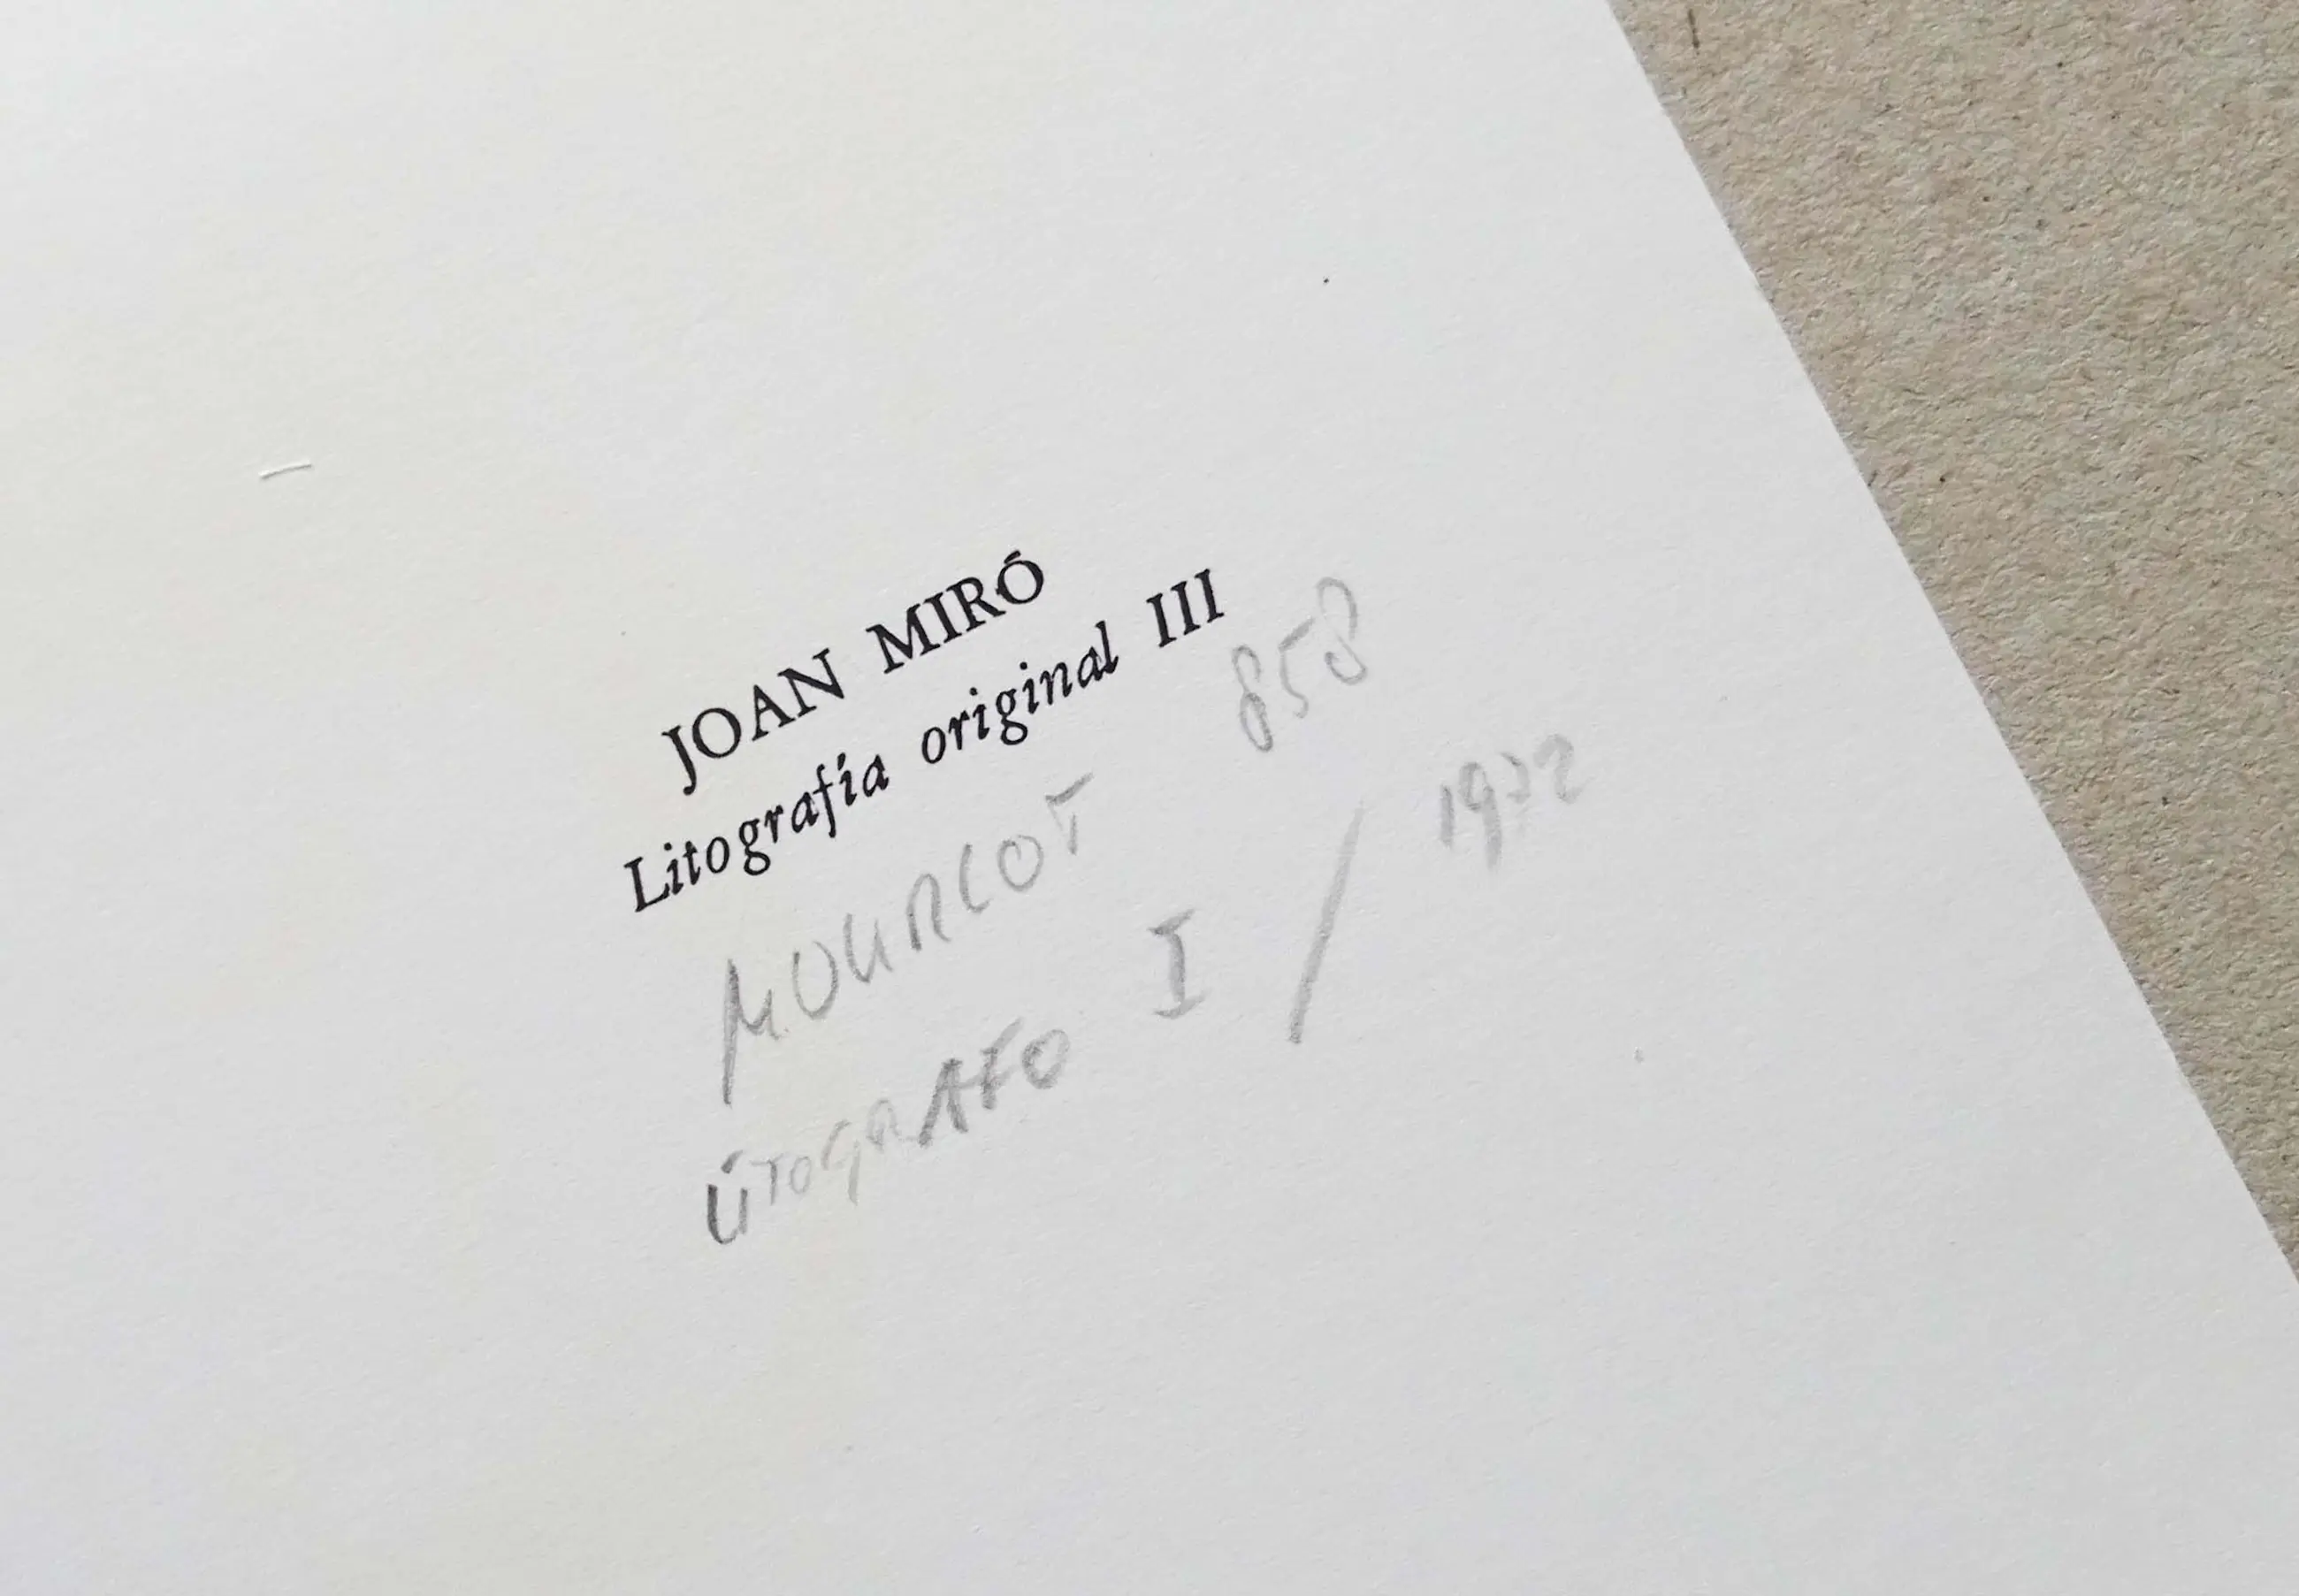 JOAN MIRÓ
Litografía original III
MOURLOT 858
LITOGRAFO I / 1972